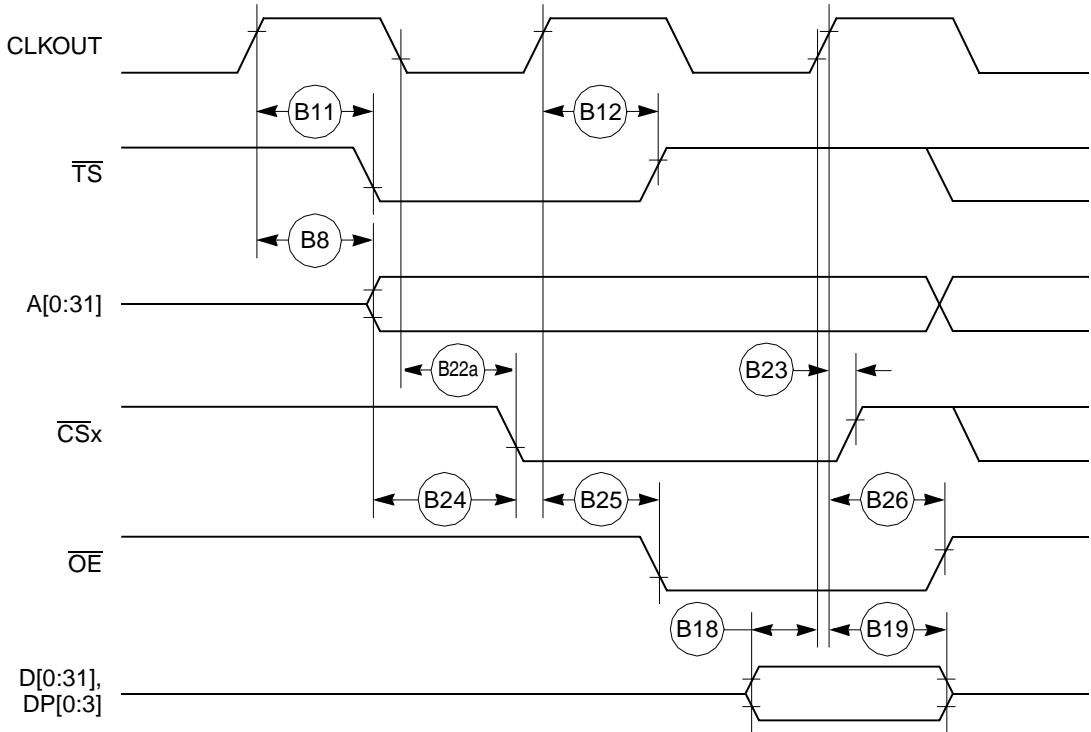 CLKOUT
B11
B12
TS
B8
A[0:31]
B22a
B23
CSx
B24
B25
B26
OE
B18
B19
D[0:31],
DP[0:3]